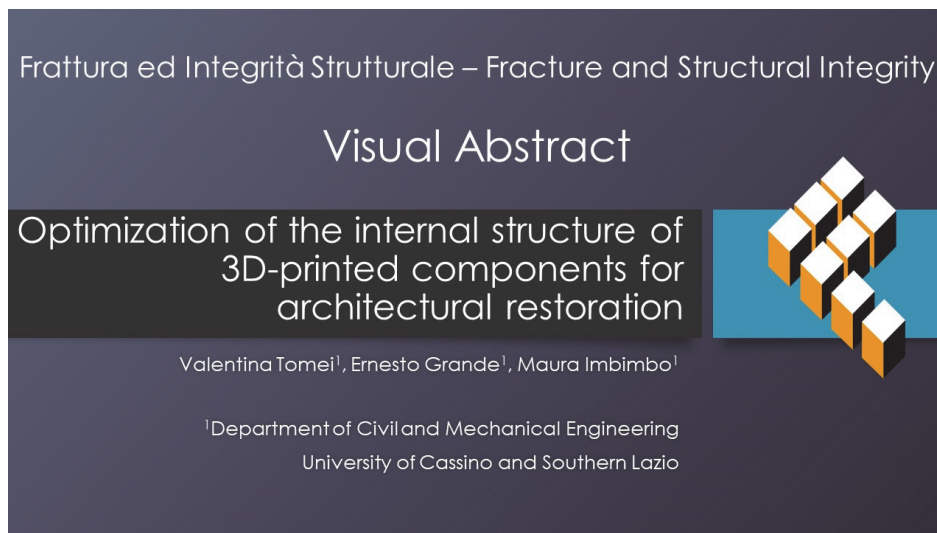 Frattura ed Integrità Strutturale – Fracture and Structural Integrity
Visual Abstract
Optimization of the internal structure of
3D-printed components for
architectural restoration
Valentina Tomei¹, Ernesto Grande¹, Maura Imbimbo¹
¹Department of Civil and Mechanical Engineering
University of Cassino and Southern Lazio